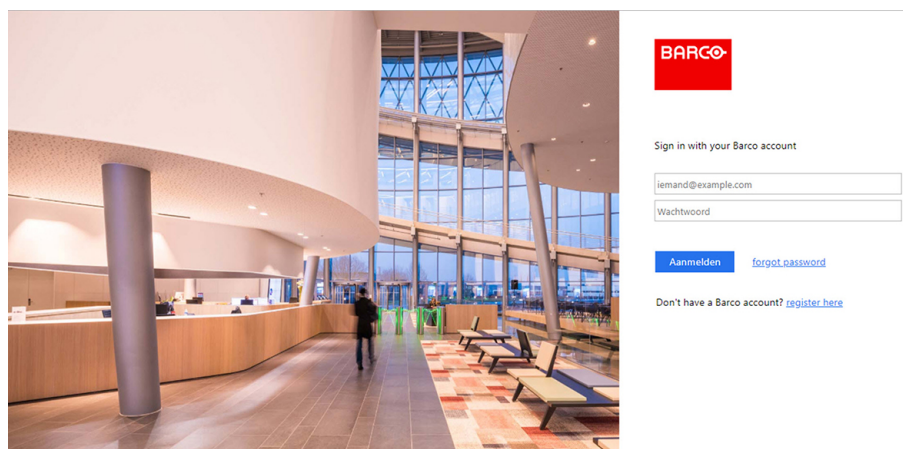 BARCO
Sign in with your Barco account
iemand@example.com
Wachtwoord
Aanmelden forgot password
Don't have a Barco account? register here